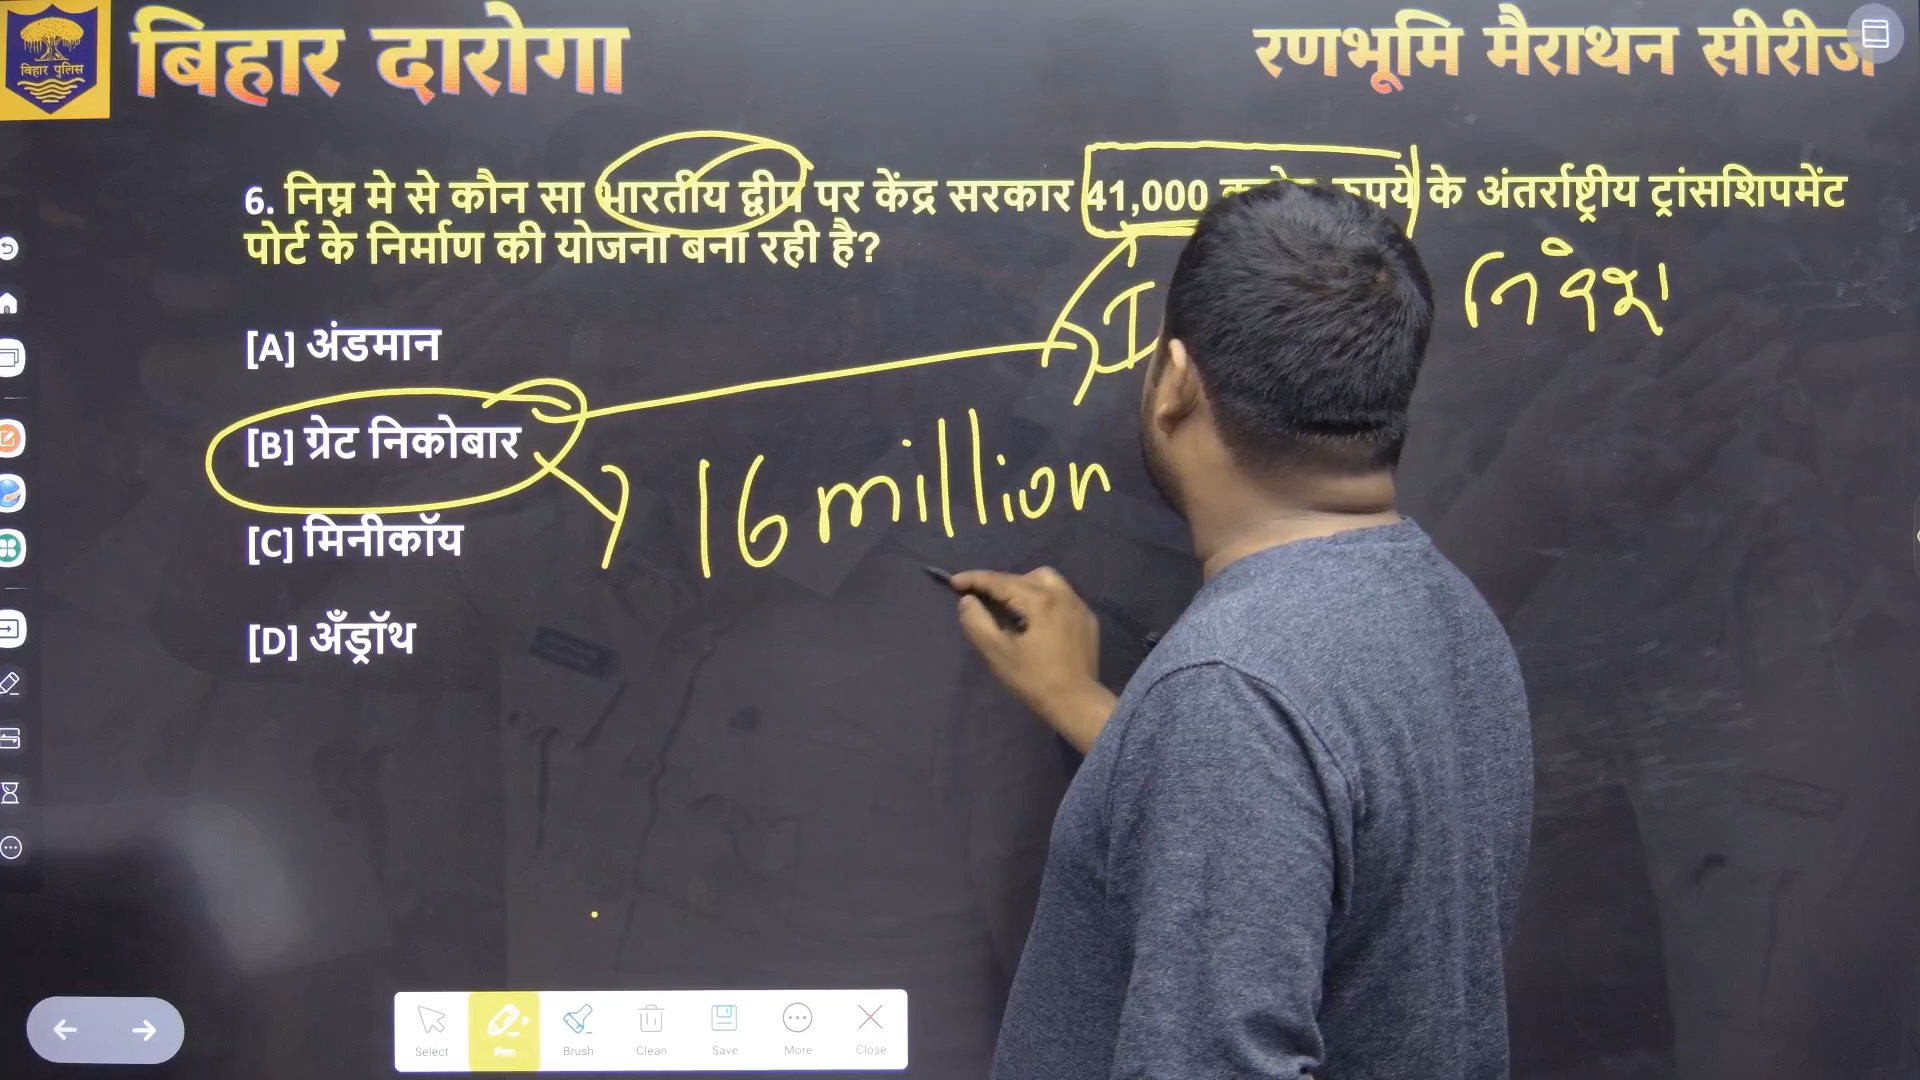 बिहार पुलिस
बिहार दारोगा
रणभूमि मैराथन सीरीज
6. निम्न मे से कौन सा भारतीय द्वीप पर केंद्र सरकार 41,000 रुपये के अंतर्राष्ट्रीय ट्रांसशिपमेंट
पोर्ट के निर्माण की योजना बना रही है?
[A] अंडमान
[B] ग्रेट निकोबार
16 million
[C] मिनीकॉय
[D] अँड्रॉथ
Select Pen Brush Clean Save More Close